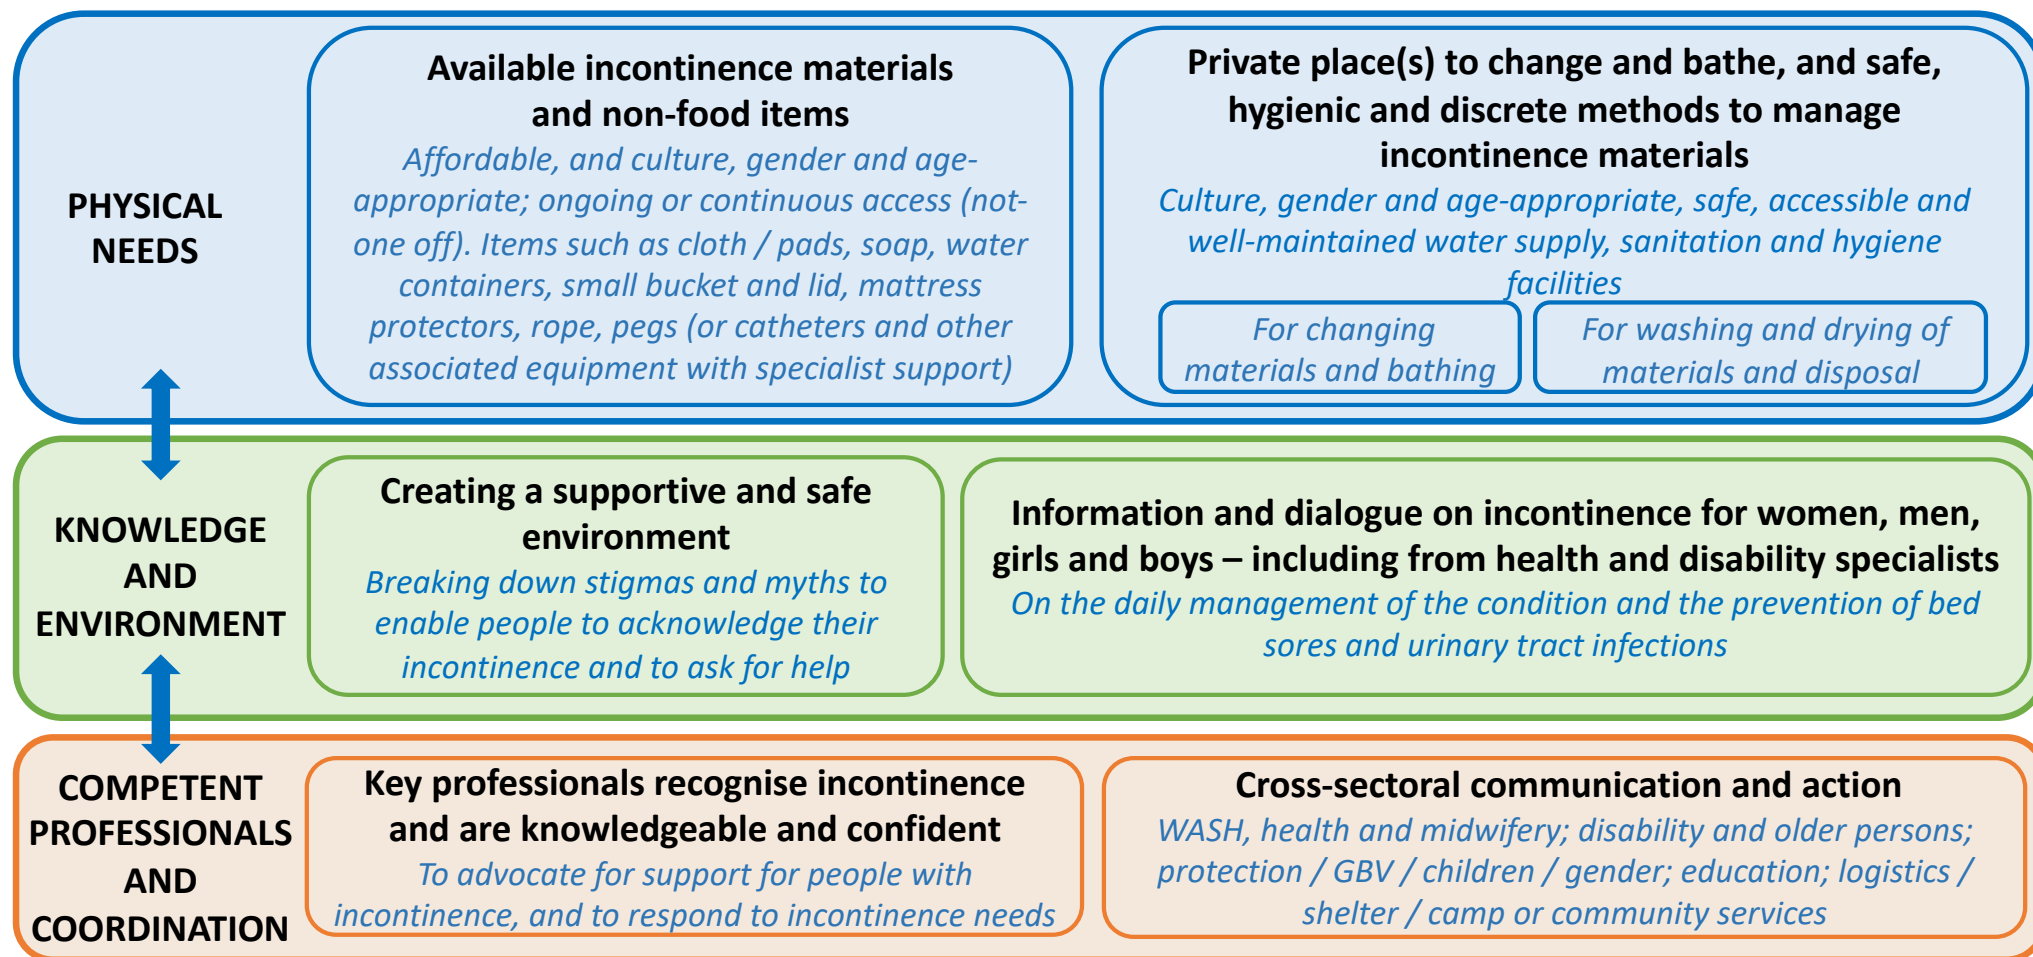 PHYSICAL
NEEDS
Available incontinence materials
and non-food items
Affordable, and culture, gender and age-
appropriate; ongoing or continuous access (not-
one off). Items such as cloth / pads, soap, water
containers, small bucket and lid, mattress
protectors, rope, pegs (or catheters and other
associated equipment with specialist support)
Private place(s) to change and bathe, and safe,
hygienic and discrete methods to manage
incontinence materials
Culture, gender and age-appropriate, safe, accessible and
well-maintained water supply, sanitation and hygiene
facilities
For changing
materials and bathing
For washing and drying of
materials and disposal
KNOWLEDGE
AND
ENVIRONMENT
Creating a supportive and safe
environment
Breaking down stigmas and myths to
enable people to acknowledge their
incontinence and to ask for help
Information and dialogue on incontinence for women, men,
girls and boys – including from health and disability specialists
On the daily management of the condition and the prevention of bed
sores and urinary tract infections
COMPETENT
PROFESSIONALS
AND
COORDINATION
Key professionals recognise incontinence
and are knowledgeable and confident
To advocate for support for people with
incontinence, and to respond to incontinence needs
Cross-sectoral communication and action
WASH, health and midwifery; disability and older persons;
protection / GBV / children / gender; education; logistics /
shelter / camp or community services